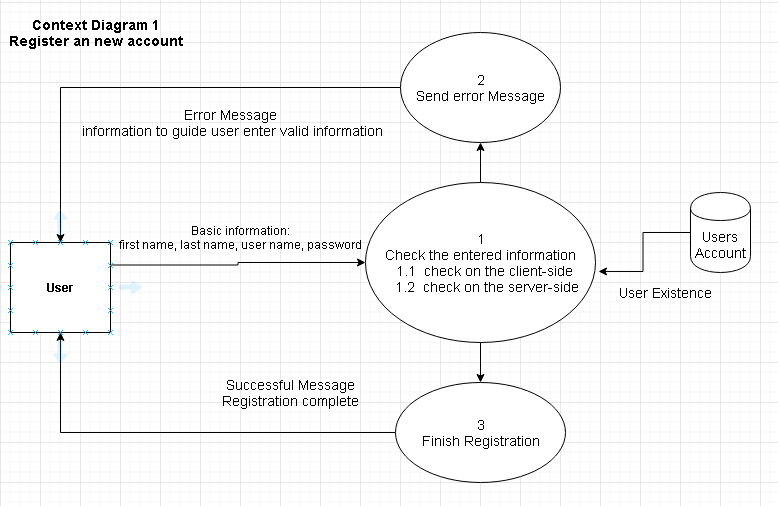 Context Diagram 1
Register an new account
2
Send error Message
Error Message
information to guide user enter valid information
Basic information:
first name, last name, user name, password
1
Check the entered information
1.1 check on the client-side
1.2 check on the server-side
Users
Account
User Existence
User
Successful Message
Registration complete
3
Finish Registration